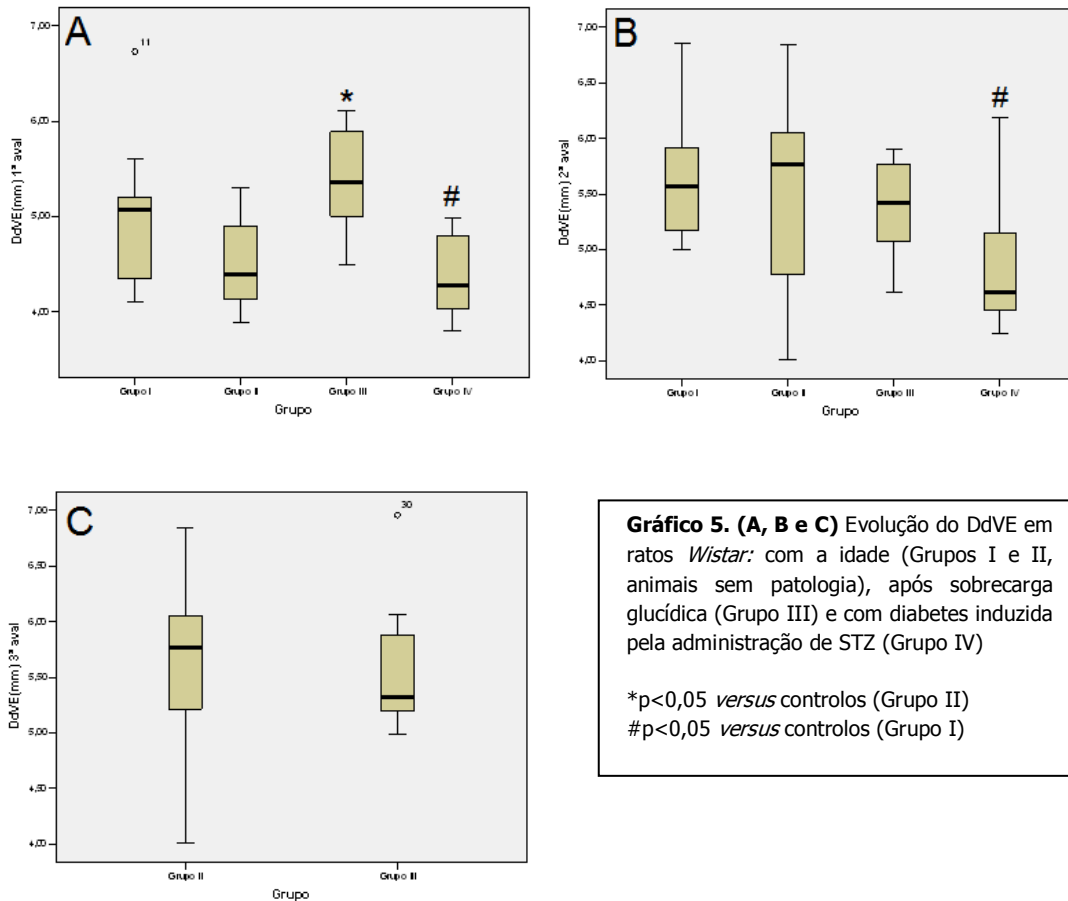 A
7,00
6,00
5,00
4,00
DdVE(mm) 1ª aval
11
*
#
Grupo I
Grupo II
Grupo III
Grupo IV
Grupo
B
7,00
6,50
6,00
5,50
5,00
4,50
4,00
DdVE(mm) 2ª aval
#
Grupo I
Grupo II
Grupo III
Grupo IV
Grupo
C
7,00
6,50
6,00
5,50
5,00
4,50
4,00
DdVE(mm) 3ª aval
30
Grupo II
Grupo III
Grupo
Gráfico 5. (A, B e C) Evolução do DdVE em
ratos Wistar: com a idade (Grupos I e II,
animais sem patologia), após sobrecarga
glucídica (Grupo III) e com diabetes induzida
pela administração de STZ (Grupo IV)
*p<0,05 versus controlos (Grupo II)
#p<0,05 versus controlos (Grupo I)